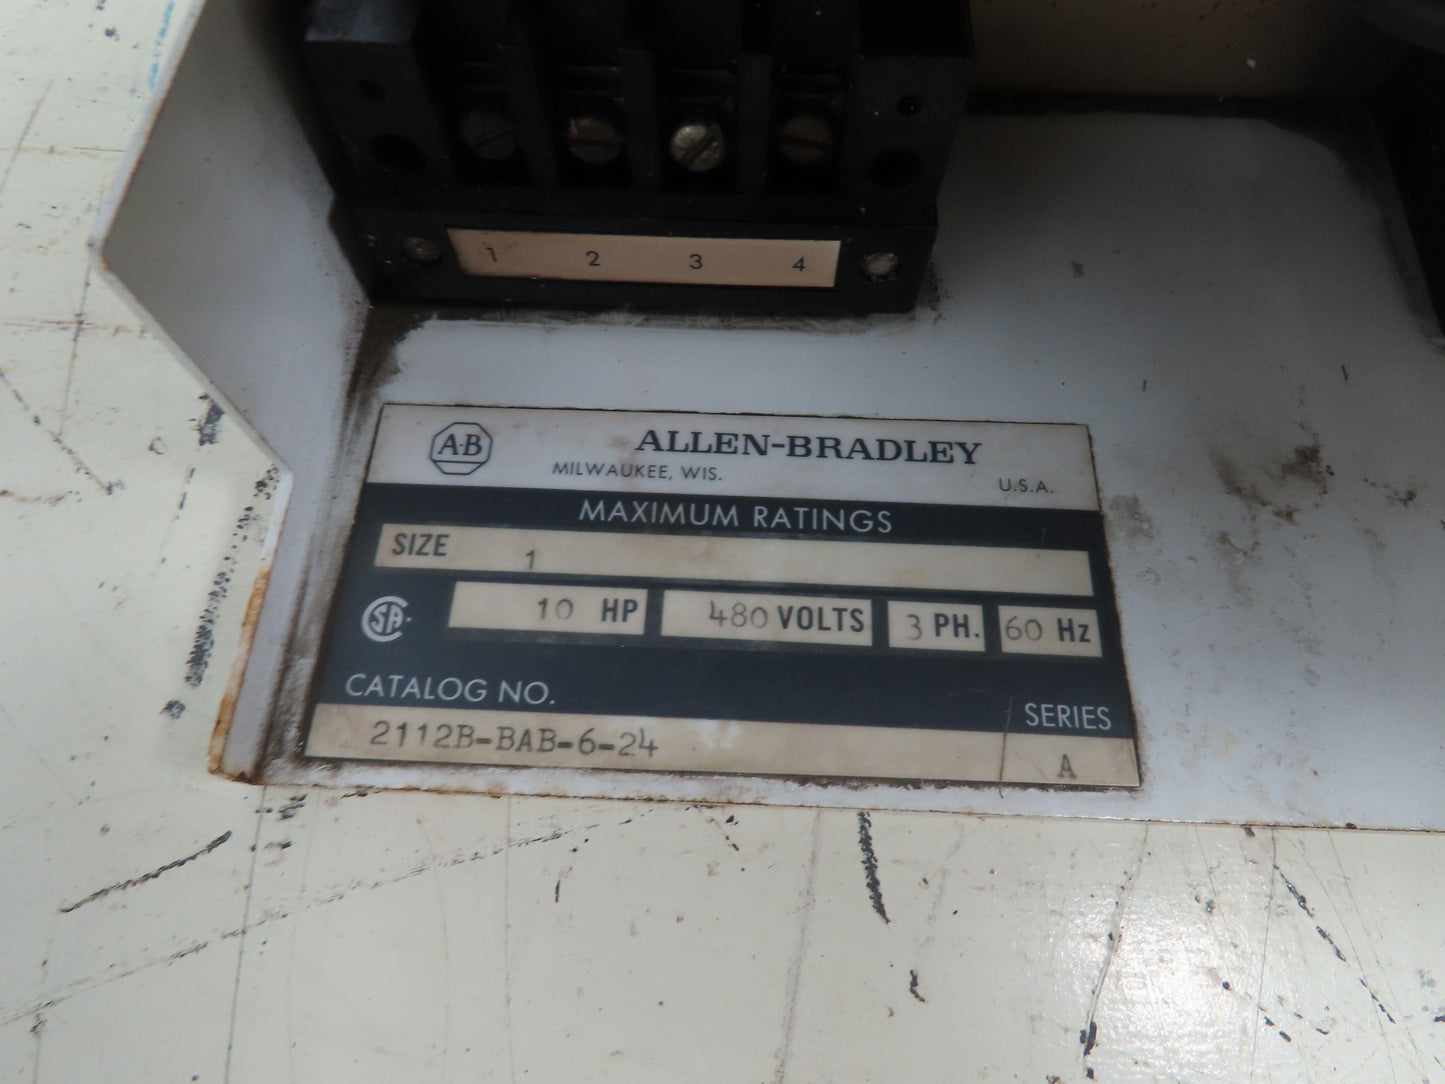 1 2 3 4
A-B ALLEN-BRADLEY
MILWAUKEE, WIS. U.S.A.
MAXIMUM RATINGS
SIZE 1
CSA 10 HP 480 VOLTS 3 PH. 60 Hz
CATALOG NO. SERIES
2112B-BAB-6-24 A